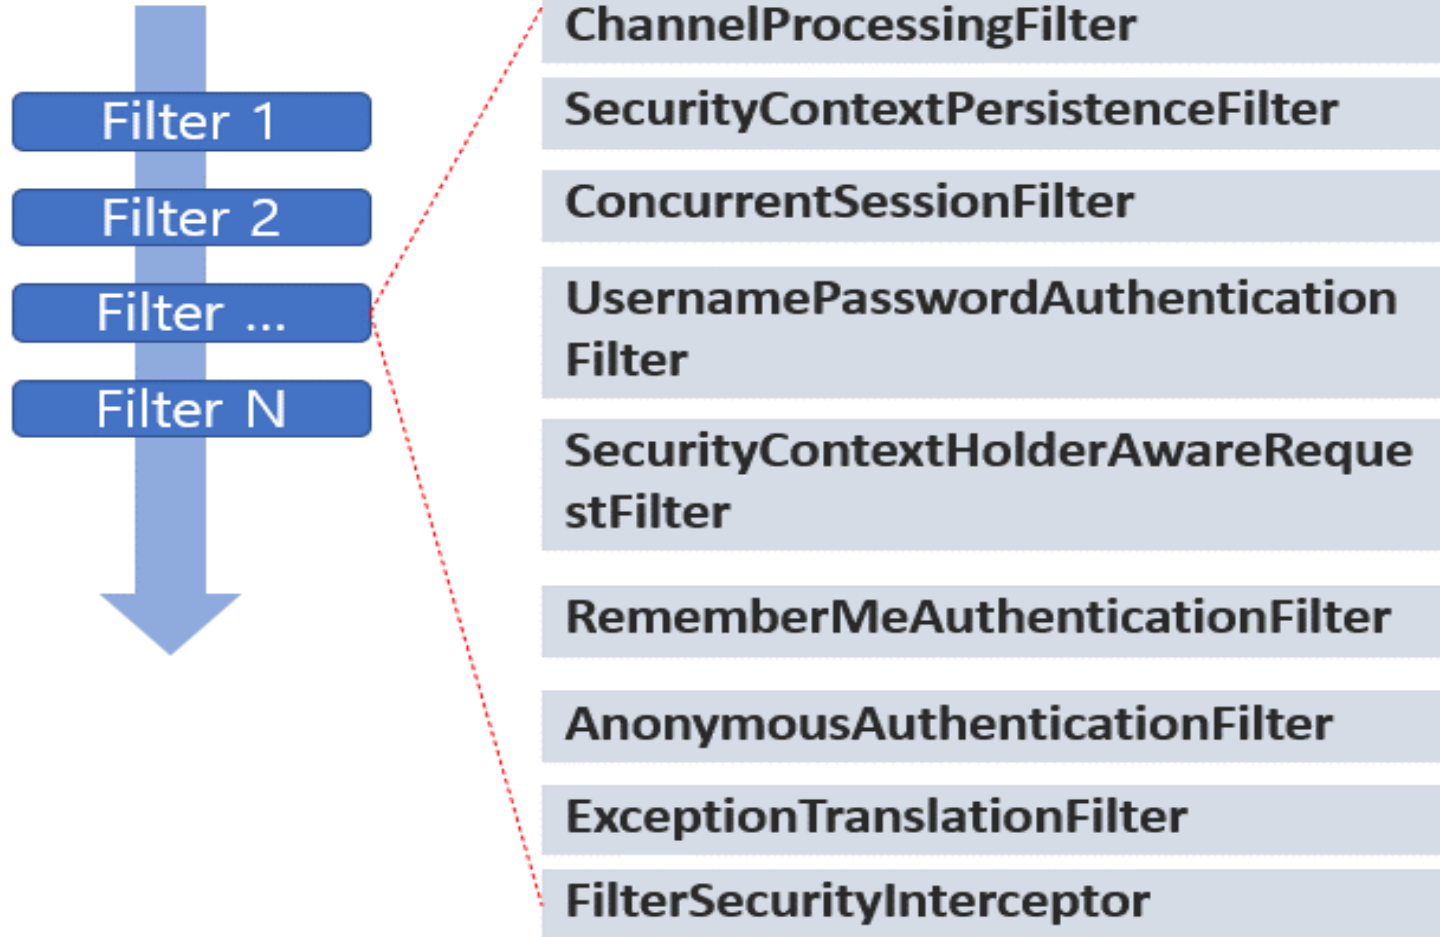 Filter 1
Filter 2
Filter ...
Filter N
ChannelProcessingFilter
SecurityContextPersistenceFilter
ConcurrentSessionFilter
UsernamePasswordAuthentication
Filter
SecurityContextHolderAwareReque
stFilter
RememberMeAuthenticationFilter
AnonymousAuthenticationFilter
ExceptionTranslationFilter
FilterSecurityInterceptor